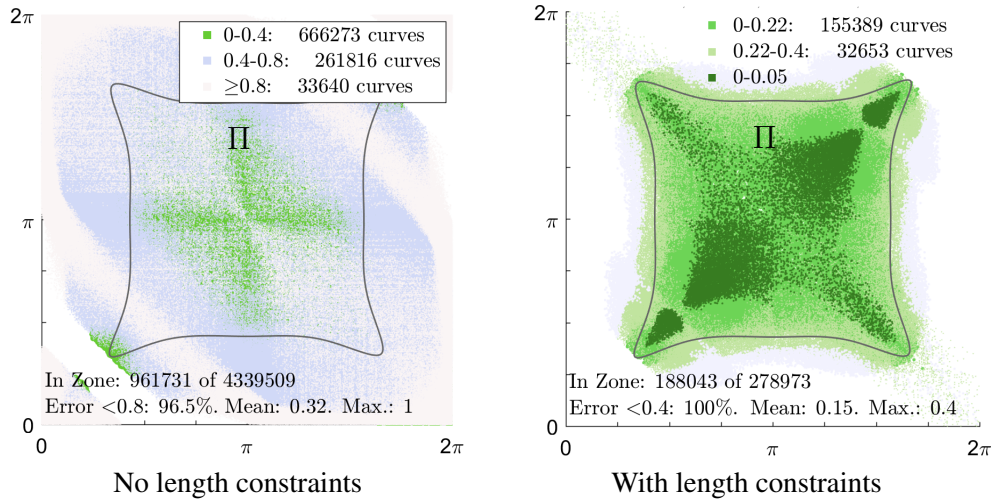 2π
0-0.4: 666273 curves
0.4-0.8: 261816 curves
≥0.8: 33640 curves
Π
π
In Zone: 961731 of 4339509
Error <0.8: 96.5%. Mean: 0.32. Max.: 1
0
0
π
2π
No length constraints
2π
0-0.22: 155389 curves
0.22-0.4: 32653 curves
0-0.05
Π
π
In Zone: 188043 of 278973
Error <0.4: 100%. Mean: 0.15. Max.: 0.4
0
0
π
2π
With length constraints